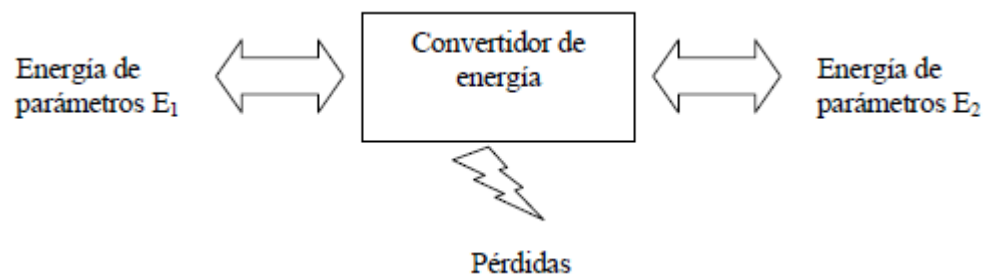 Energía de
parámetros E₁
Convertidor de
energía
Energía de
parámetros E₂
Pérdidas